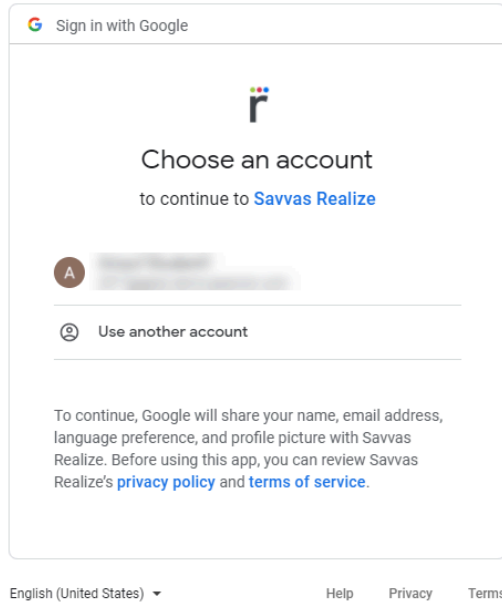 Sign in with Google
r
Choose an account
to continue to Savvas Realize
A
Use another account
To continue, Google will share your name, email address,
language preference, and profile picture with Savvas
Realize. Before using this app, you can review Savvas
Realize's privacy policy and terms of service.
English (United States) Help Privacy Terms